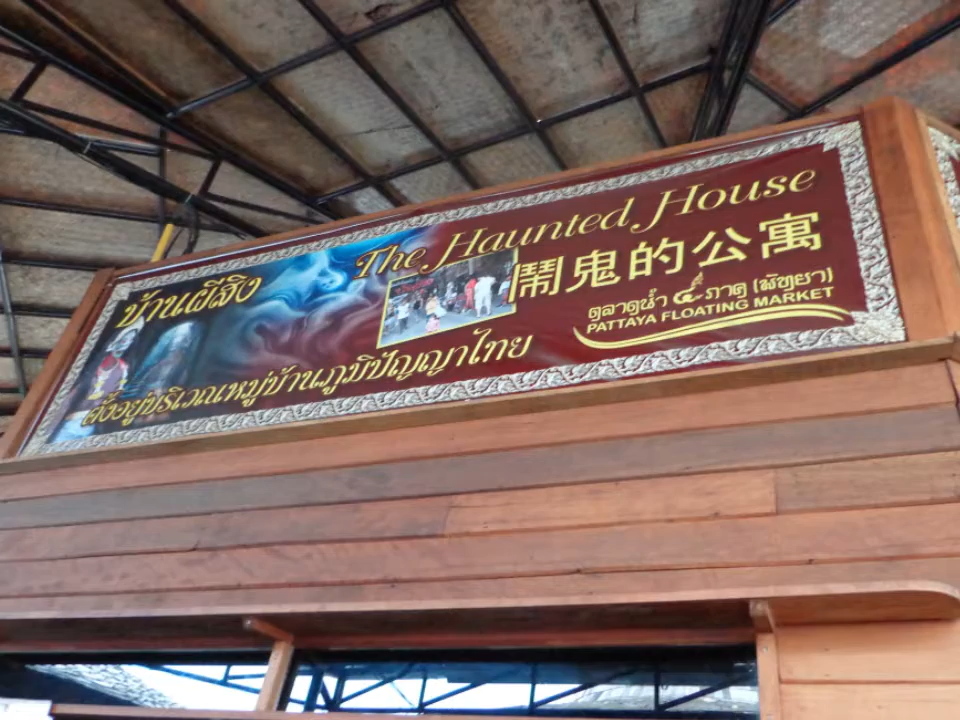 บ้านผีสิง
The Haunted House
鬧鬼的公寓
ตลาดน้ำ ๔ ภาค (พัทยา)
PATTAYA FLOATING MARKET
ตั้งอยู่บริเวณหมู่บ้านภูมิปัญญาไทย